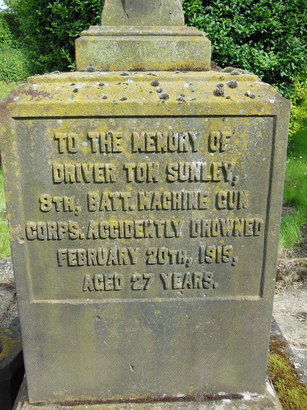 TO THE MEMORY OF
DRIVER TOM SUNLEY,
8TH, BATT. MACHINE GUN
CORPS. ACCIDENTLY DROWNED
FEBRUARY 20TH, 1919,
AGED 27 YEARS.